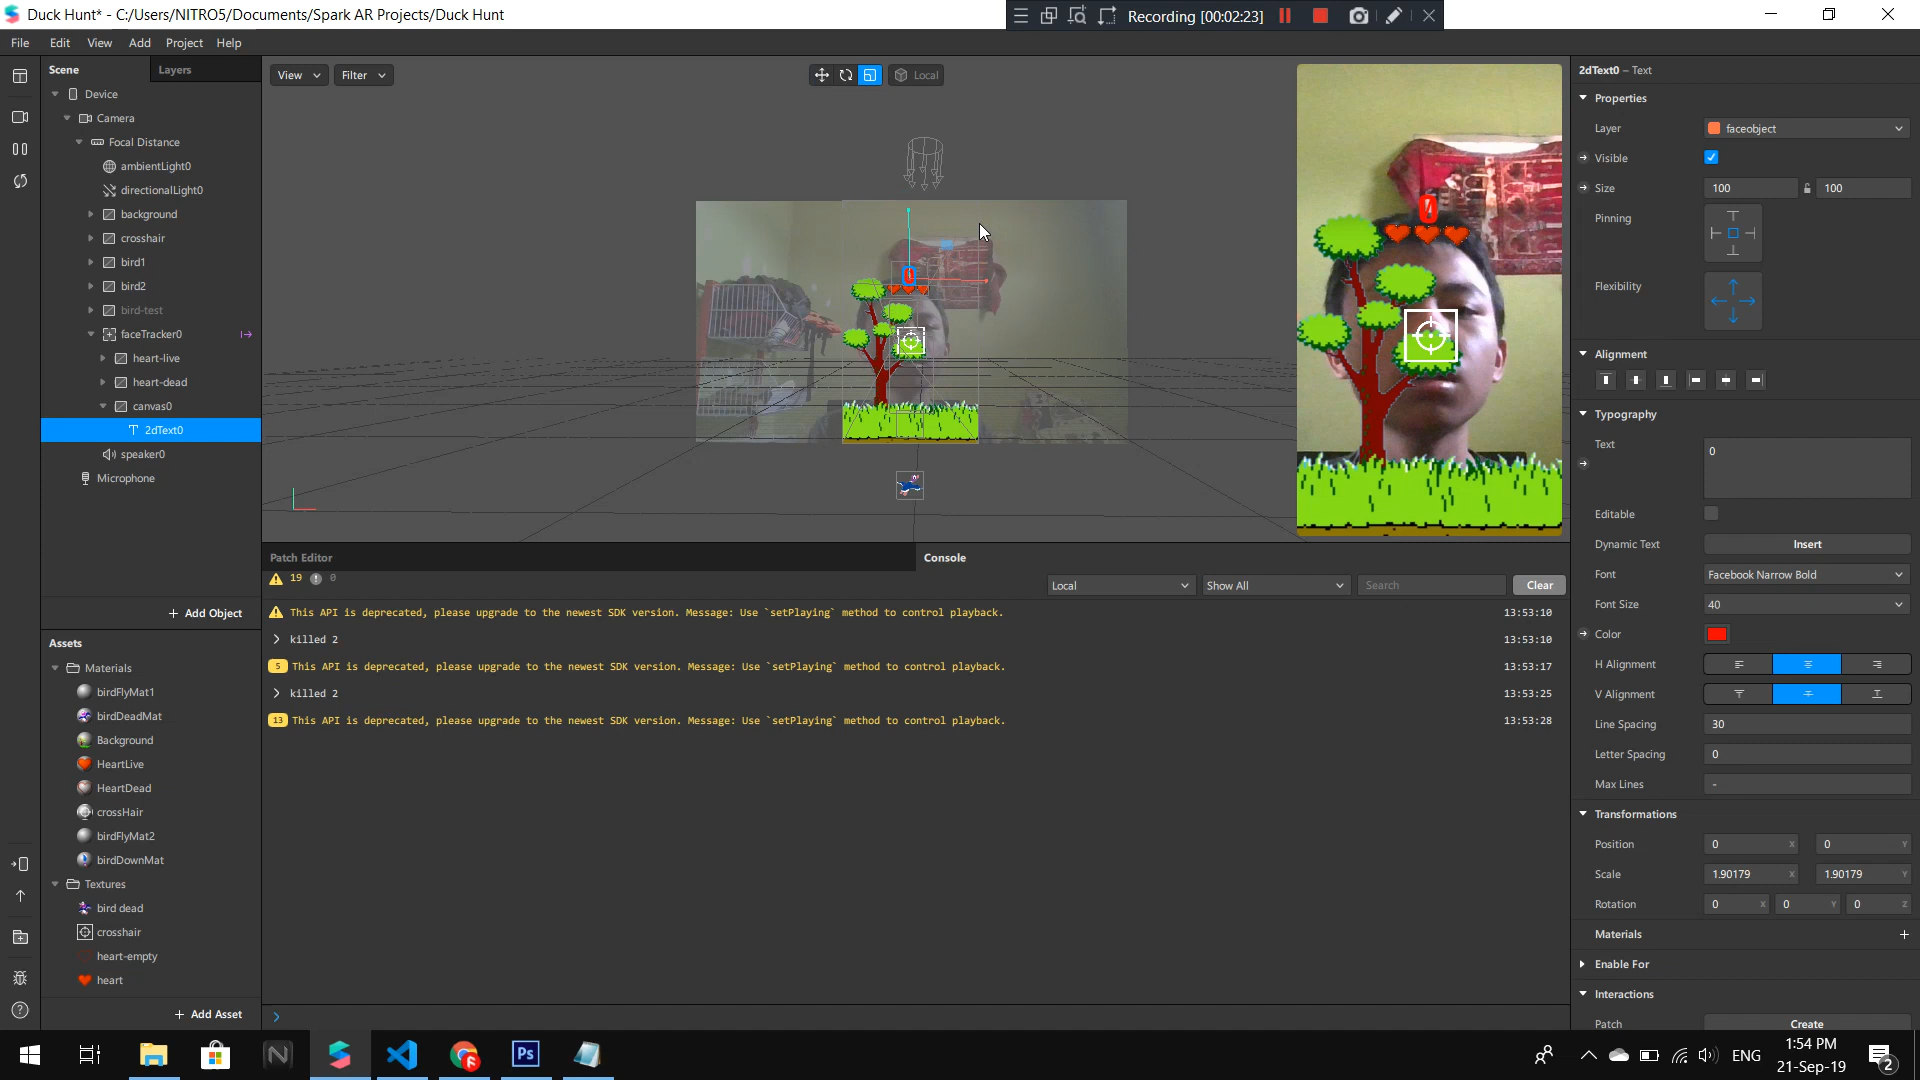 Duck Hunt* - C:/Users/NITRO5/Documents/Spark AR Projects/Duck Hunt
Recording [00:02:23]
File Edit View Add Project Help
Scene
Layers
Device
Camera
Focal Distance
ambientLight0
directionalLight0
background
crosshair
bird1
bird2
bird-test
faceTracker0
heart-live
heart-dead
canvas0
2dText0
speaker0
Microphone
+ Add Object
Assets
Materials
birdFlyMat1
birdDeadMat
Background
HeartLive
HeartDead
crossHair
birdFlyMat2
birdDownMat
Textures
bird dead
crosshair
heart-empty
heart
+ Add Asset
View
Filter
Local
0
0
Patch Editor
Console
19 0
Local
Show All
Search
Clear
This API is deprecated, please upgrade to the newest SDK version. Message: Use `setPlaying` method to control playback. 13:53:10
> killed 2 13:53:10
5 This API is deprecated, please upgrade to the newest SDK version. Message: Use `setPlaying` method to control playback. 13:53:17
> killed 2 13:53:25
13 This API is deprecated, please upgrade to the newest SDK version. Message: Use `setPlaying` method to control playback. 13:53:28
>
2dText0 – Text
Properties
Layer faceobject
Visible
Size 100 100
Pinning
Flexibility
Alignment
Typography
Text 0
Editable
Dynamic Text Insert
Font Facebook Narrow Bold
Font Size 40
Color
H Alignment
V Alignment
Line Spacing 30
Letter Spacing 0
Max Lines -
Transformations
Position 0 X 0 Y
Scale 1.90179 X 1.90179 Y
Rotation 0 X 0 Y 0 Z
Materials +
Enable For
Interactions
Patch Create
N
Ps
ENG
1:54 PM
21-Sep-19
2